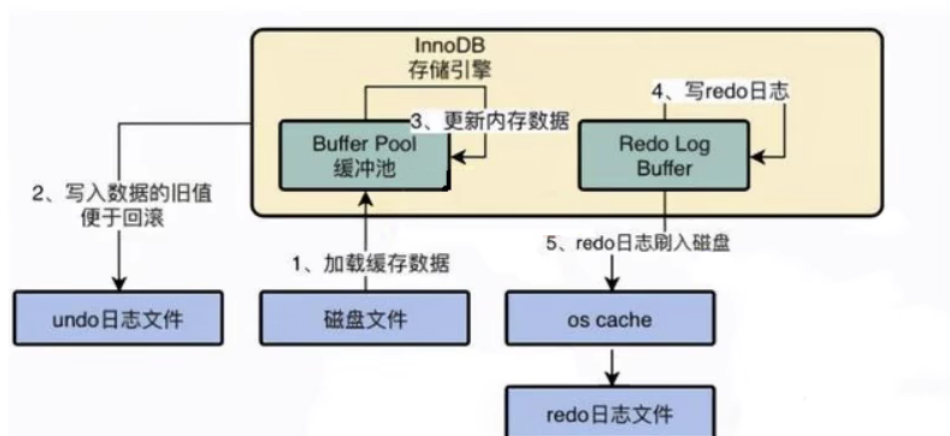 InnoDB
存储引擎
4、写redo日志
3、更新内存数据
Buffer Pool
缓冲池
Redo Log
Buffer
2、写入数据的旧值
便于回滚
5、redo日志刷入磁盘
1、加载缓存数据
undo日志文件
磁盘文件
os cache
redo日志文件